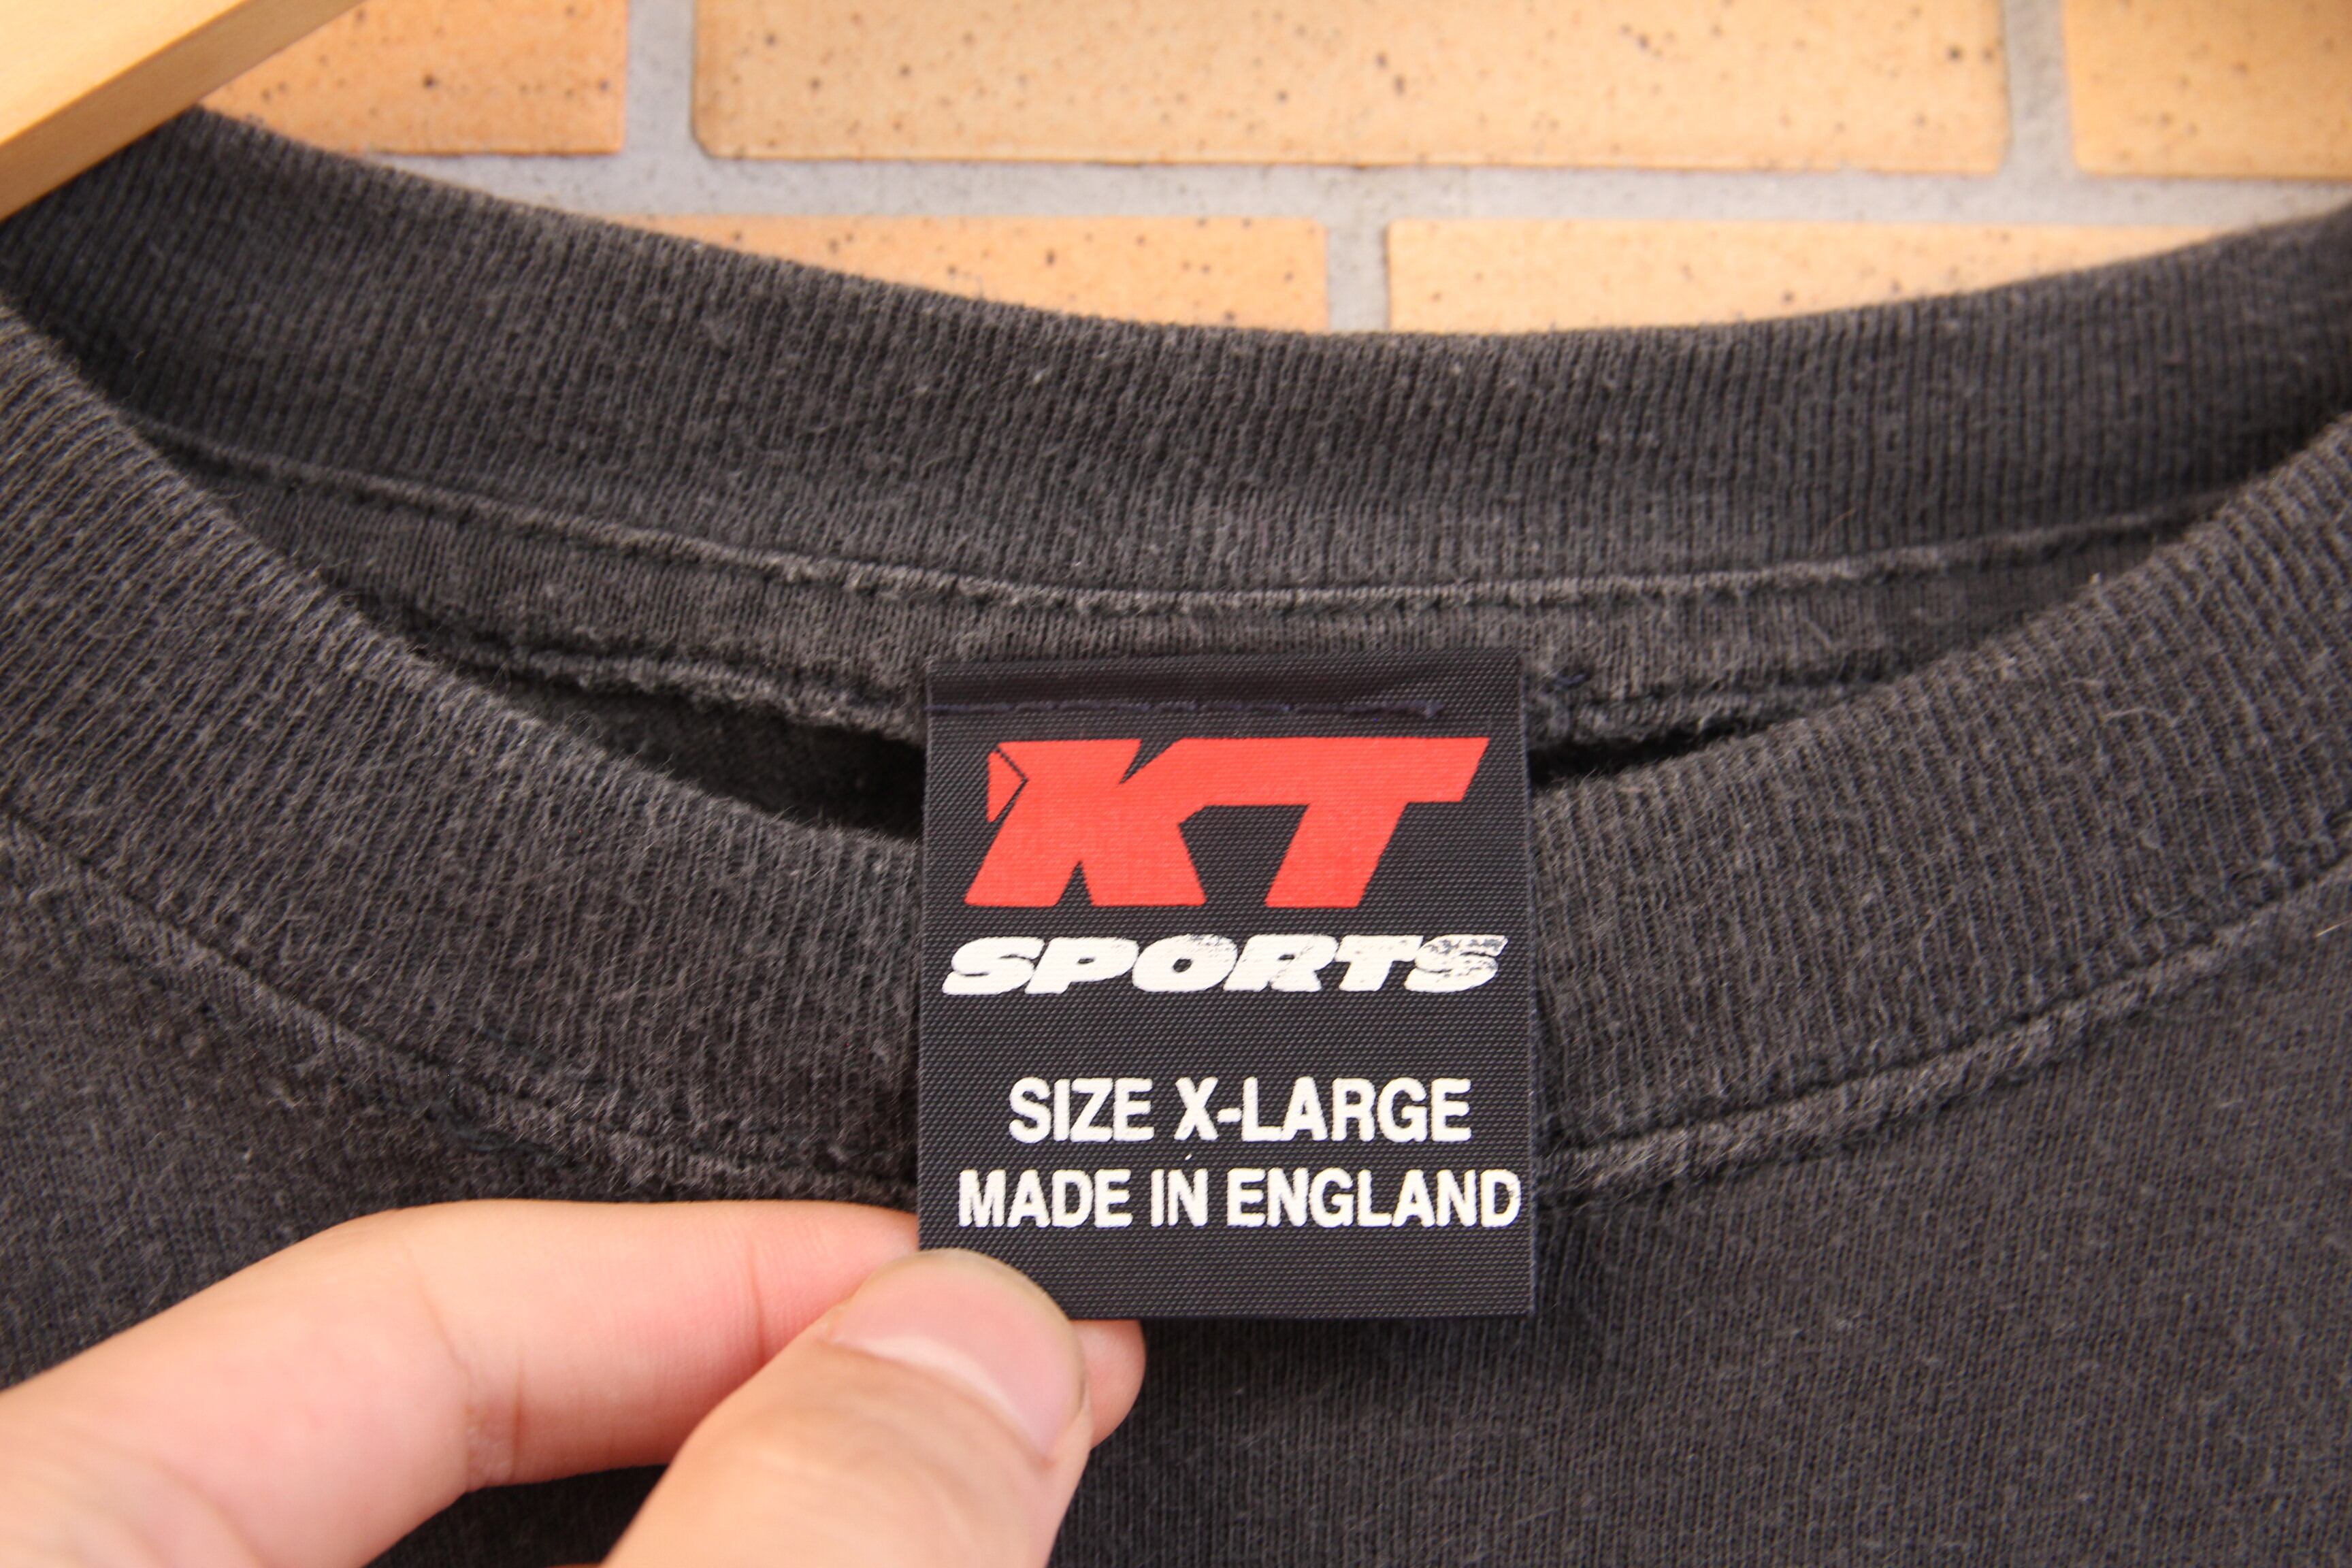 KT
SPORTS
SIZE X-LARGE
MADE IN ENGLAND